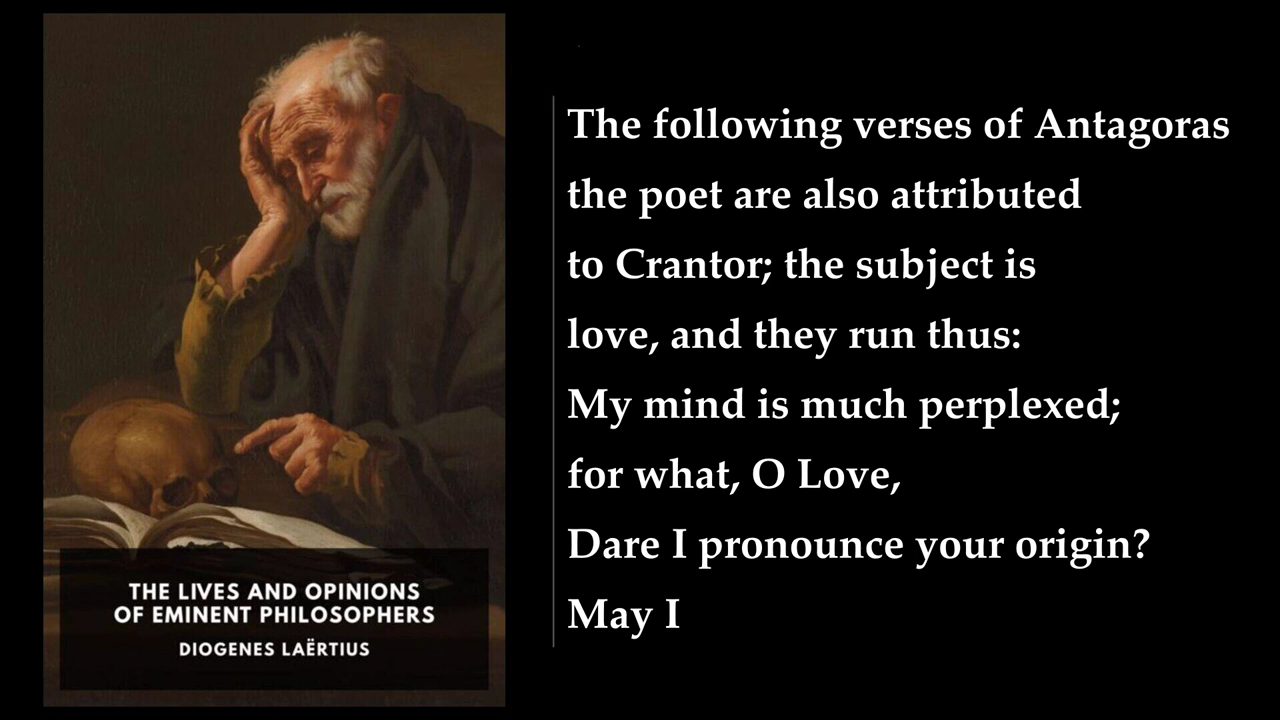 THE LIVES AND OPINIONS
OF EMINENT PHILOSOPHERS
DIOGENES LAËRTIUS
The following verses of Antagoras
the poet are also attributed
to Crantor; the subject is
love, and they run thus:
My mind is much perplexed;
for what, O Love,
Dare I pronounce your origin?
May I